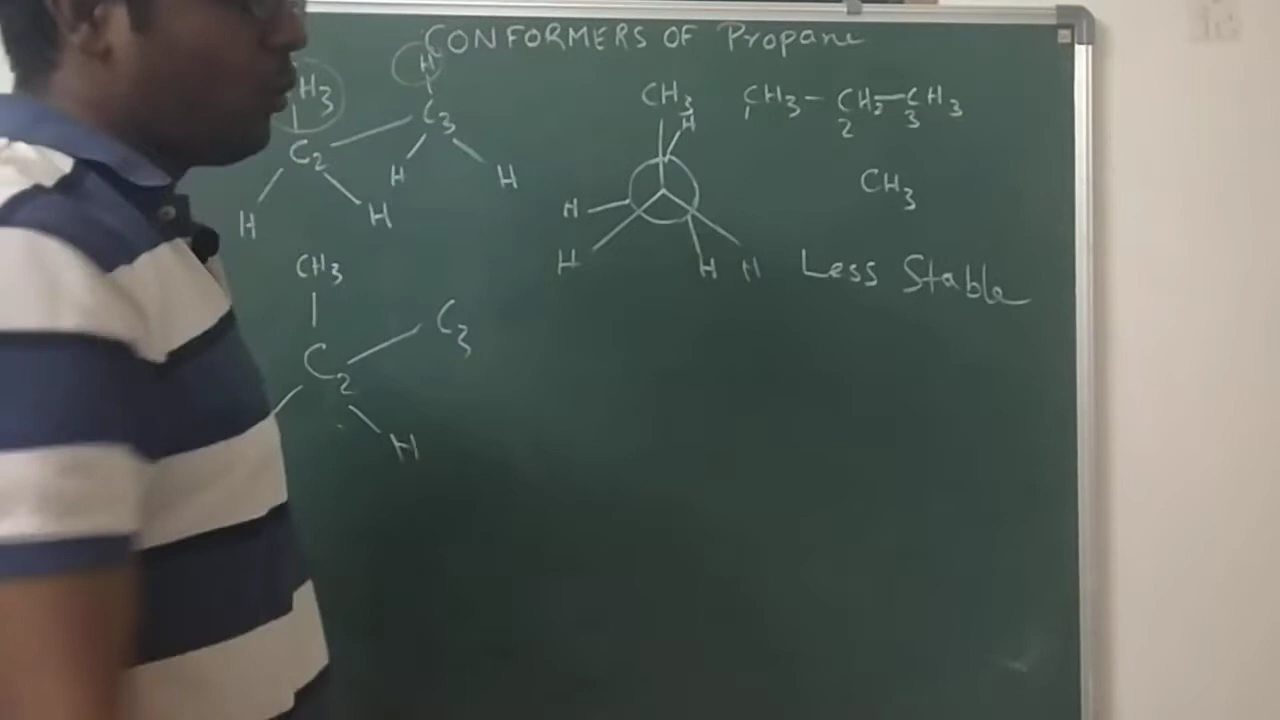 CONFORMERS OF Propane
H3 H
C2 C3
H H H H
CH3 H
H H H H
CH3 - CH2 - CH3
1 2 3
CH3
Less Stable
CH3
C2 C3
H